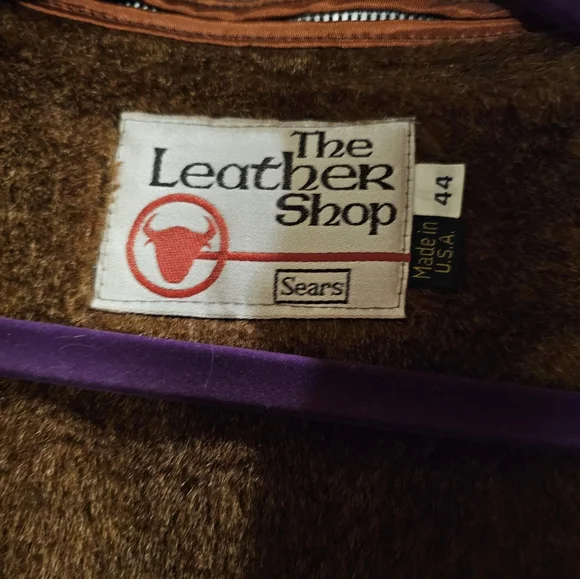 The
Leather
Shop
Sears
44
Made in
U.S.A.